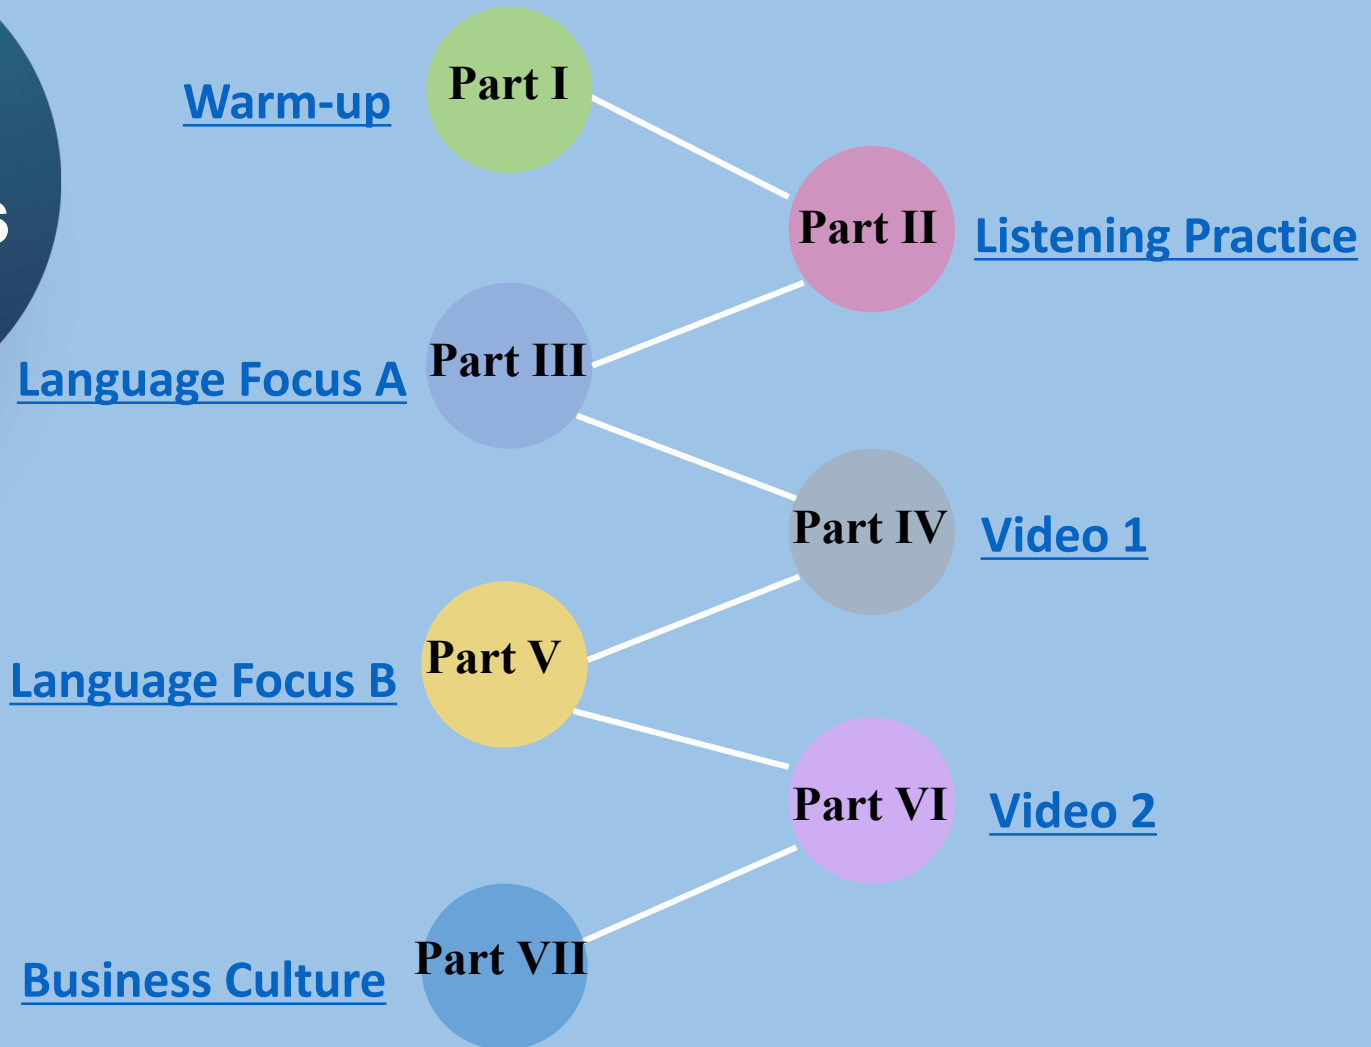 Part I
Warm-up
Part II
Listening Practice
Part III
Language Focus A
Part IV
Video 1
Part V
Language Focus B
Part VI
Video 2
Part VII
Business Culture